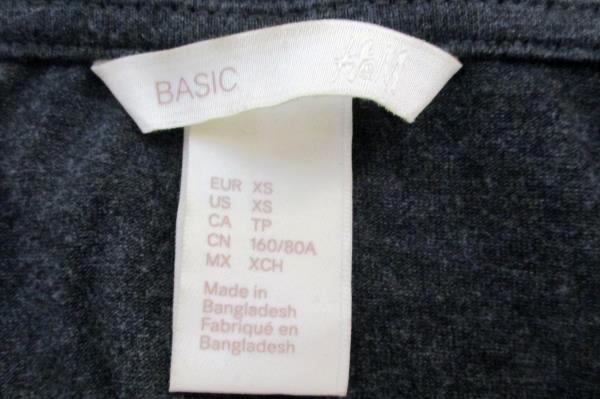 BASIC
H&M
EUR XS
US XS
CA TP
CN 160/80A
MX XCH
Made in
Bangladesh
Fabriqué en
Bangladesh